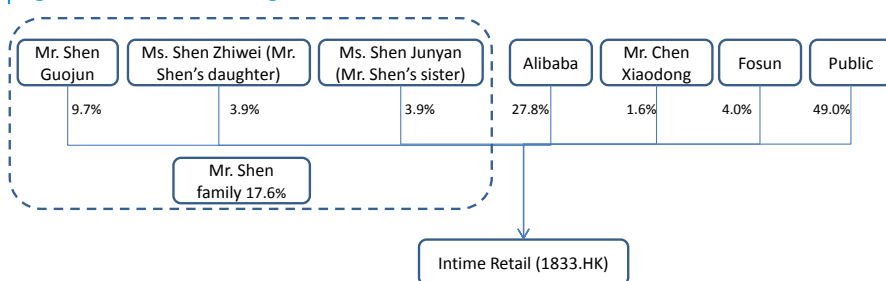 Mr. Shen
Guojun
Ms. Shen Zhiwei (Mr.
Shen’s daughter)
Ms. Shen Junyan
(Mr. Shen’s sister)
Alibaba
Mr. Chen
Xiaodong
Fosun
Public
9.7%
3.9%
3.9%
27.8%
1.6%
4.0%
49.0%
Mr. Shen
family 17.6%
Intime Retail (1833.HK)